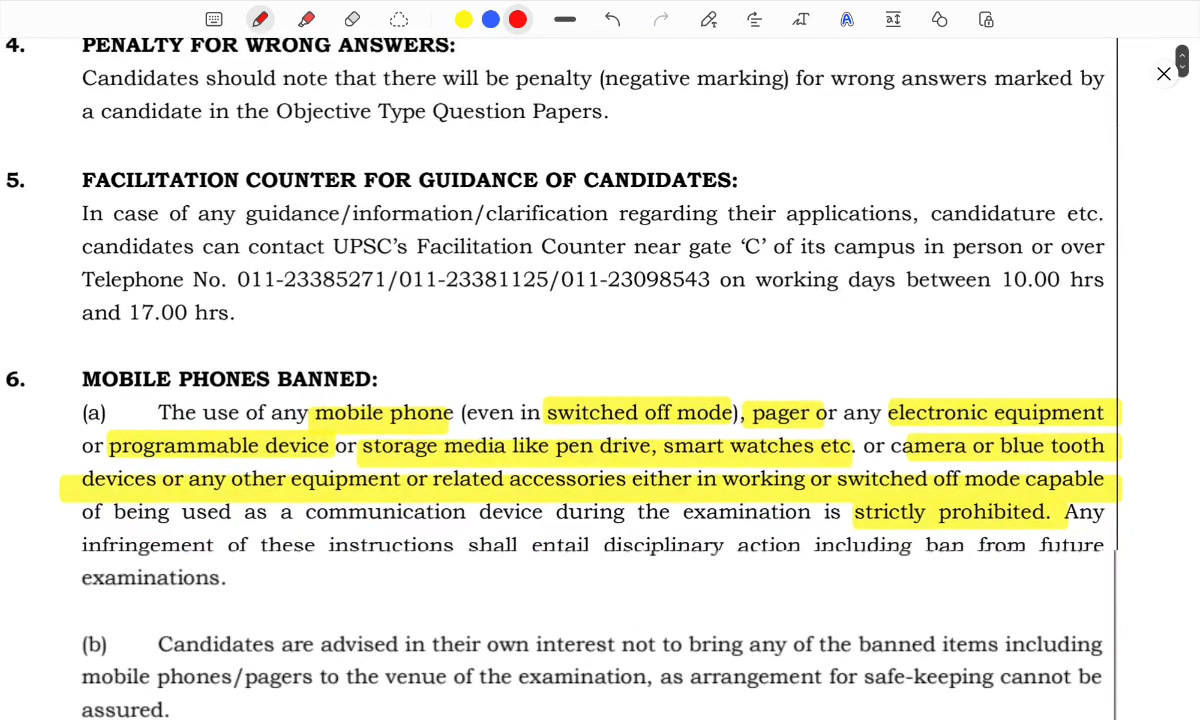 4. PENALTY FOR WRONG ANSWERS:
Candidates should note that there will be penalty (negative marking) for wrong answers marked by
a candidate in the Objective Type Question Papers.
5. FACILITATION COUNTER FOR GUIDANCE OF CANDIDATES:
In case of any guidance/information/clarification regarding their applications, candidature etc.
candidates can contact UPSC's Facilitation Counter near gate 'C' of its campus in person or over
Telephone No. 011-23385271/011-23381125/011-23098543 on working days between 10.00 hrs
and 17.00 hrs.
6. MOBILE PHONES BANNED:
(a) The use of any mobile phone (even in switched off mode), pager or any electronic equipment
or programmable device or storage media like pen drive, smart watches etc. or camera or blue tooth
devices or any other equipment or related accessories either in working or switched off mode capable
of being used as a communication device during the examination is strictly prohibited. Any
infringement of these instructions shall entail disciplinary action including ban from future
examinations.
(b) Candidates are advised in their own interest not to bring any of the banned items including
mobile phones/pagers to the venue of the examination, as arrangement for safe-keeping cannot be
assured.